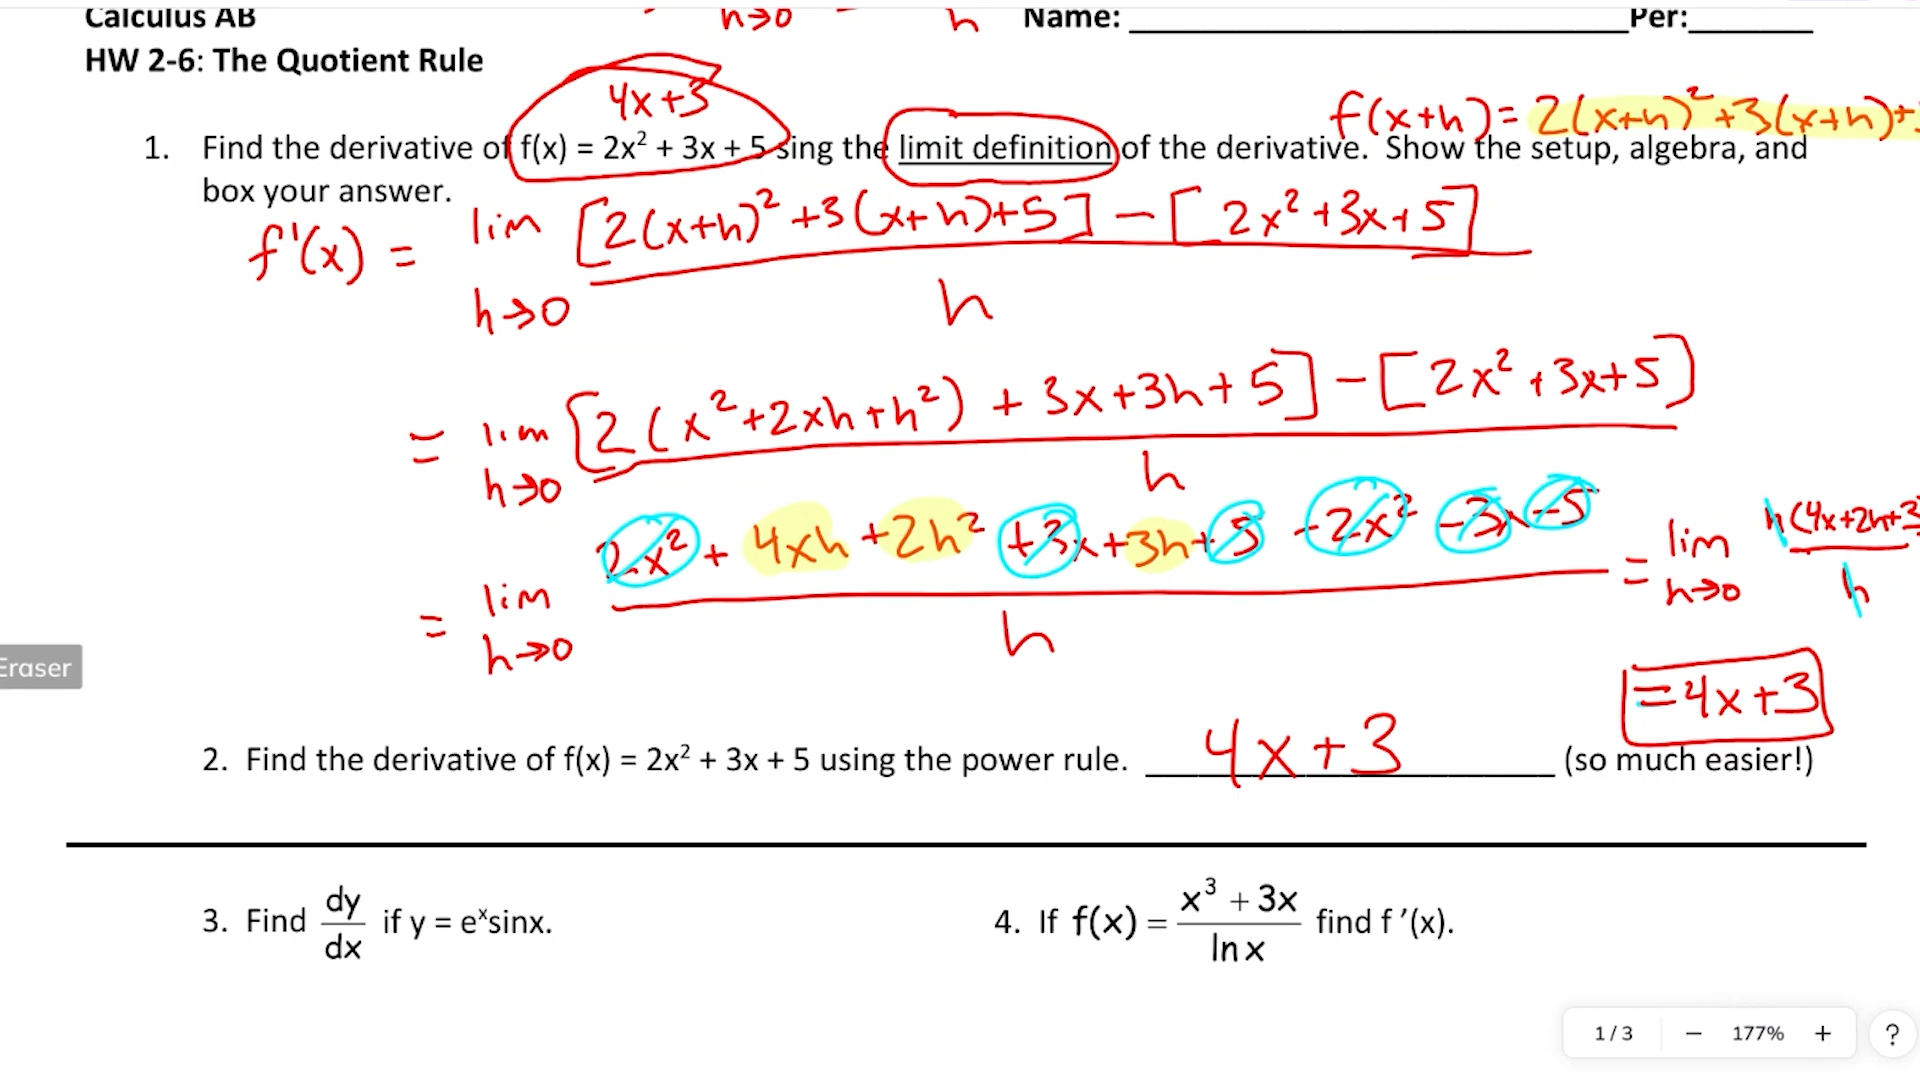 Calculus AB h→0 h Name: Per:
HW 2-6: The Quotient Rule
4x+3
f(x+h)= 2(x+h)²+3(x+h)+
1. Find the derivative of f(x) = 2x² + 3x + 5 sing the limit definition of the derivative. Show the setup, algebra, and
box your answer.
f'(x) = lim h→0 [2(x+h)²+3(x+h)+5] - [2x²+3x+5] / h
= lim h→0 [2(x²+2xh+h²) + 3x+3h+5] - [2x²+3x+5] / h
= lim h→0 2x² + 4xh +2h² +3x+3h+5 -2x² -3x -5 / h = lim h→0 h(4x+2h+3 / h
=4x+3
2. Find the derivative of f(x) = 2x² + 3x + 5 using the power rule. 4x+3 (so much easier!)
3. Find dy/dx if y = eˣsinx.
4. If f(x) = x³ + 3x / ln x find f ′(x).
Eraser
1 / 3 − 177% + ?